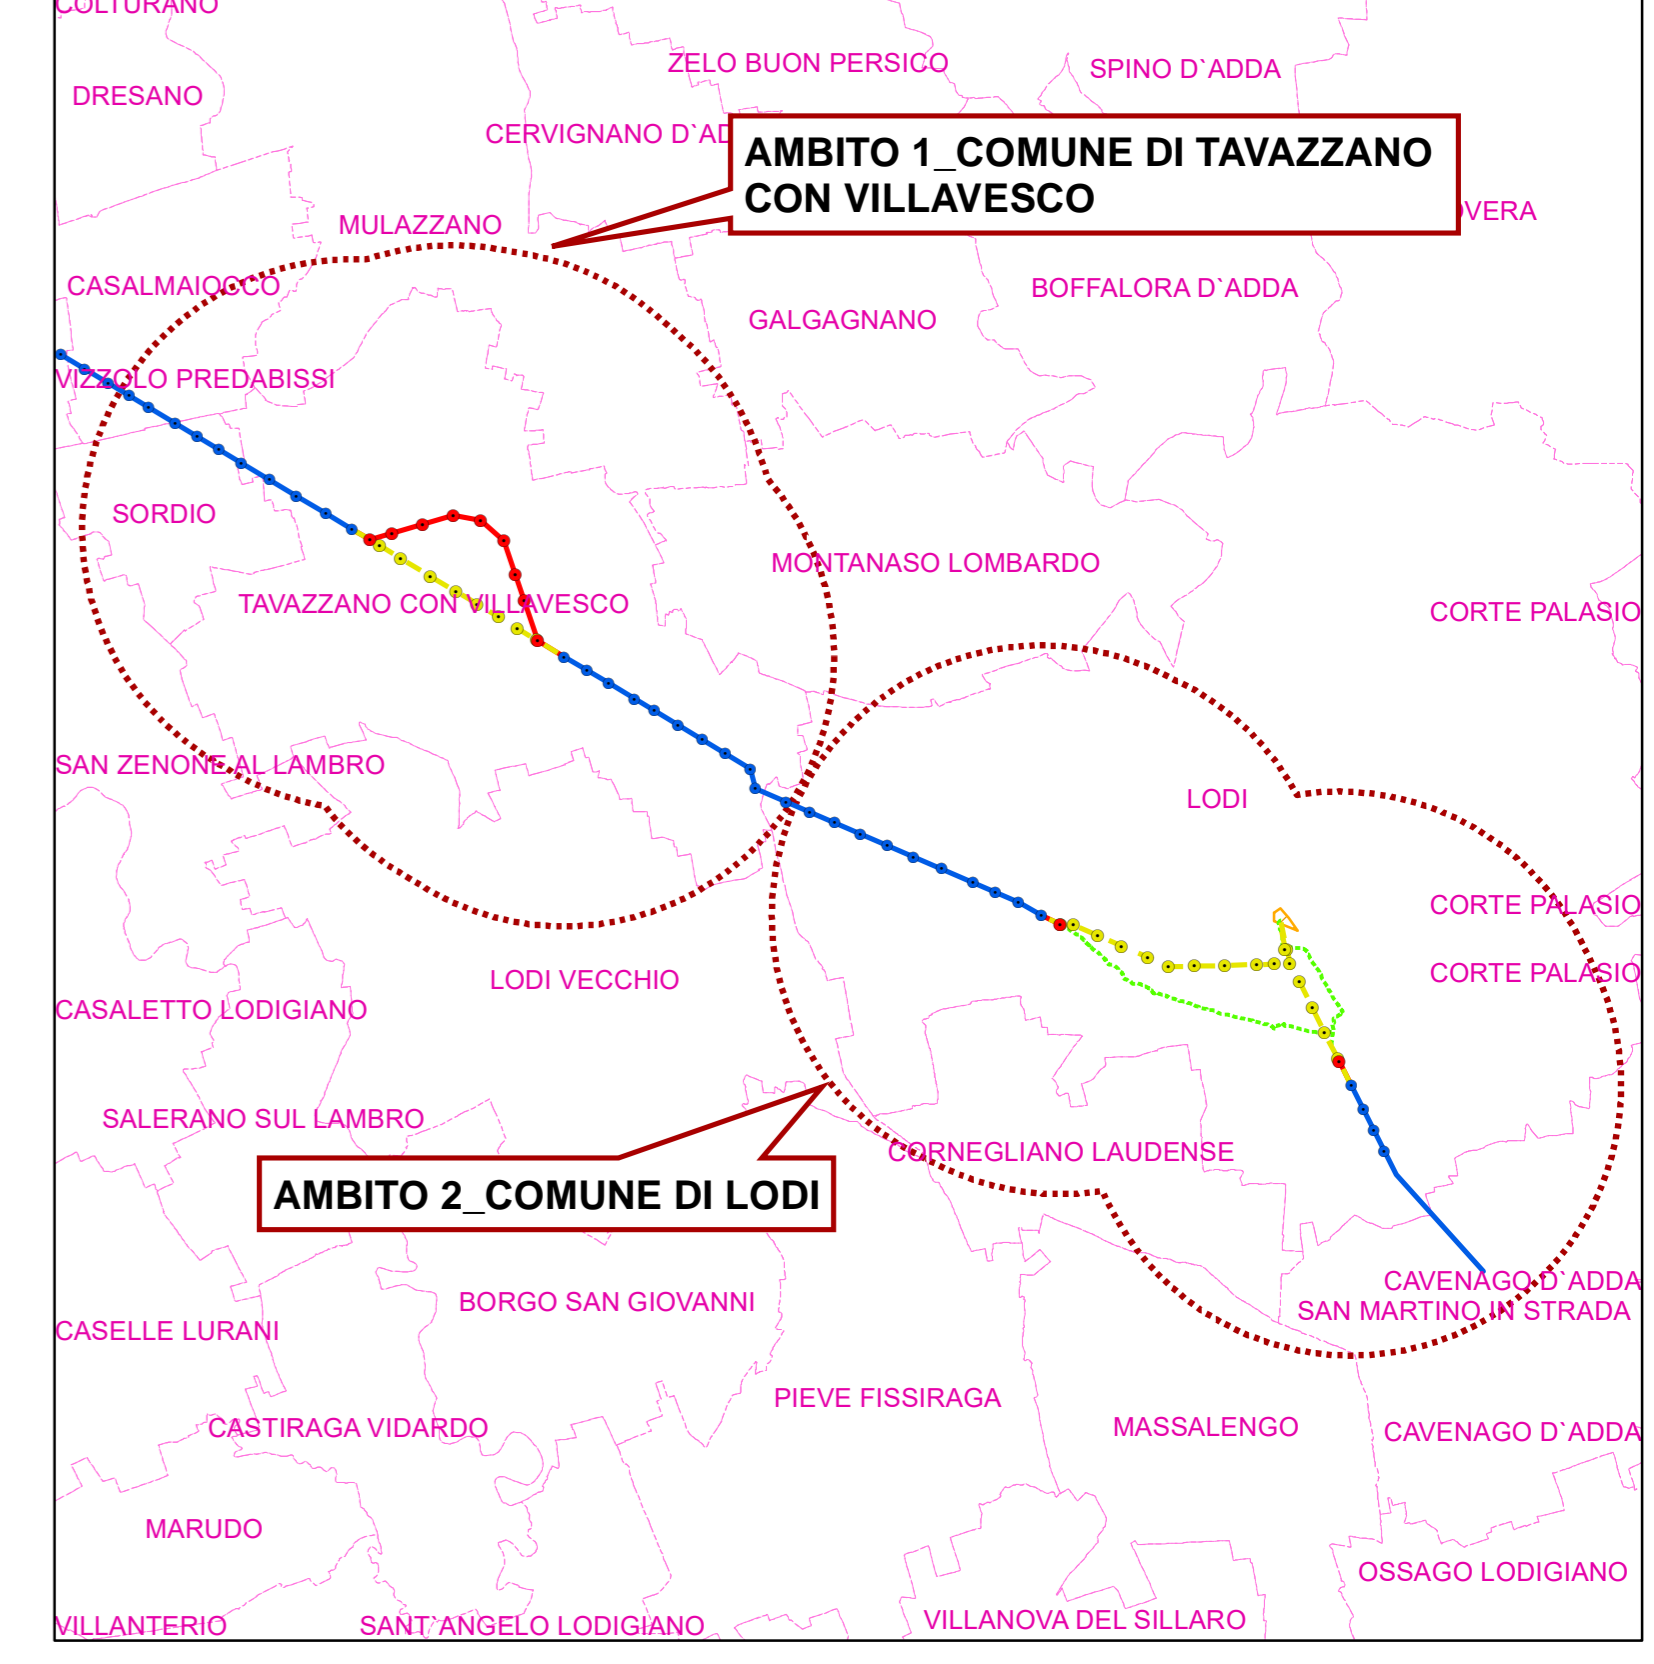 COLTURANO
ZELO BUON PERSICO
SPINO D`ADDA
DRESANO
CERVIGNANO D`AD
AMBITO 1_COMUNE DI TAVAZZANO
CON VILLAVESCO
OVERA
MULAZZANO
CASALMAIOCCO
BOFFALORA D`ADDA
GALGAGNANO
VIZZOLO PREDABISSI
SORDIO
MONTANASO LOMBARDO
TAVAZZANO CON VILLAVESCO
CORTE PALASIO
SAN ZENONE AL LAMBRO
LODI
CORTE PALASIO
LODI VECCHIO
CORTE PALASIO
CASALETTO LODIGIANO
SALERANO SUL LAMBRO
CORNEGLIANO LAUDENSE
AMBITO 2_COMUNE DI LODI
CAVENAGO D`ADDA
BORGO SAN GIOVANNI
SAN MARTINO IN STRADA
CASELLE LURANI
PIEVE FISSIRAGA
CASTIRAGA VIDARDO
MASSALENGO
CAVENAGO D`ADDA
MARUDO
OSSAGO LODIGIANO
VILLANTERIO
SANT`ANGELO LODIGIANO
VILLANOVA DEL SILLARO